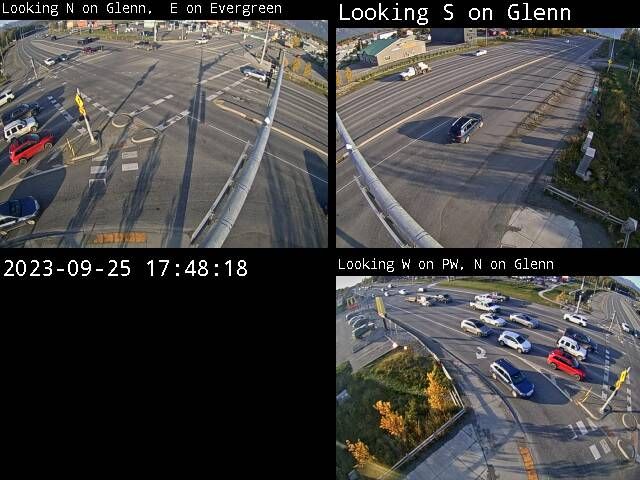 Looking N on Glenn, E on Evergreen
Looking S on Glenn
2023-09-25 17:48:18
Looking W on PW, N on Glenn